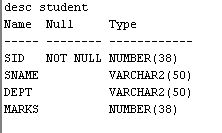 desc student
Name Null Type
----- -------- ------------
SID NOT NULL NUMBER(38)
SNAME VARCHAR2(50)
DEPT VARCHAR2(50)
MARKS NUMBER(38)